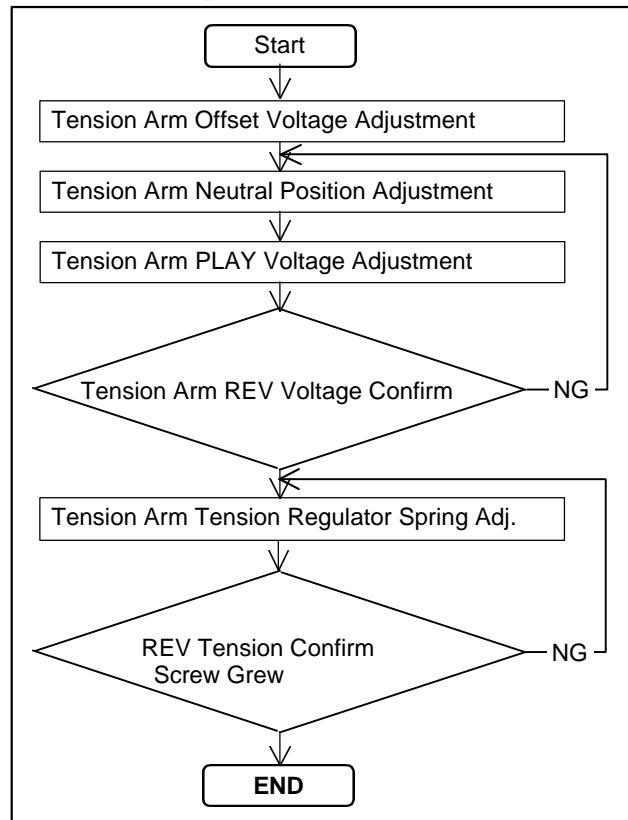 Start
Tension Arm Offset Voltage Adjustment
Tension Arm Neutral Position Adjustment
Tension Arm PLAY Voltage Adjustment
Tension Arm REV Voltage Confirm
NG
Tension Arm Tension Regulator Spring Adj.
REV Tension Confirm
Screw Grew
NG
END